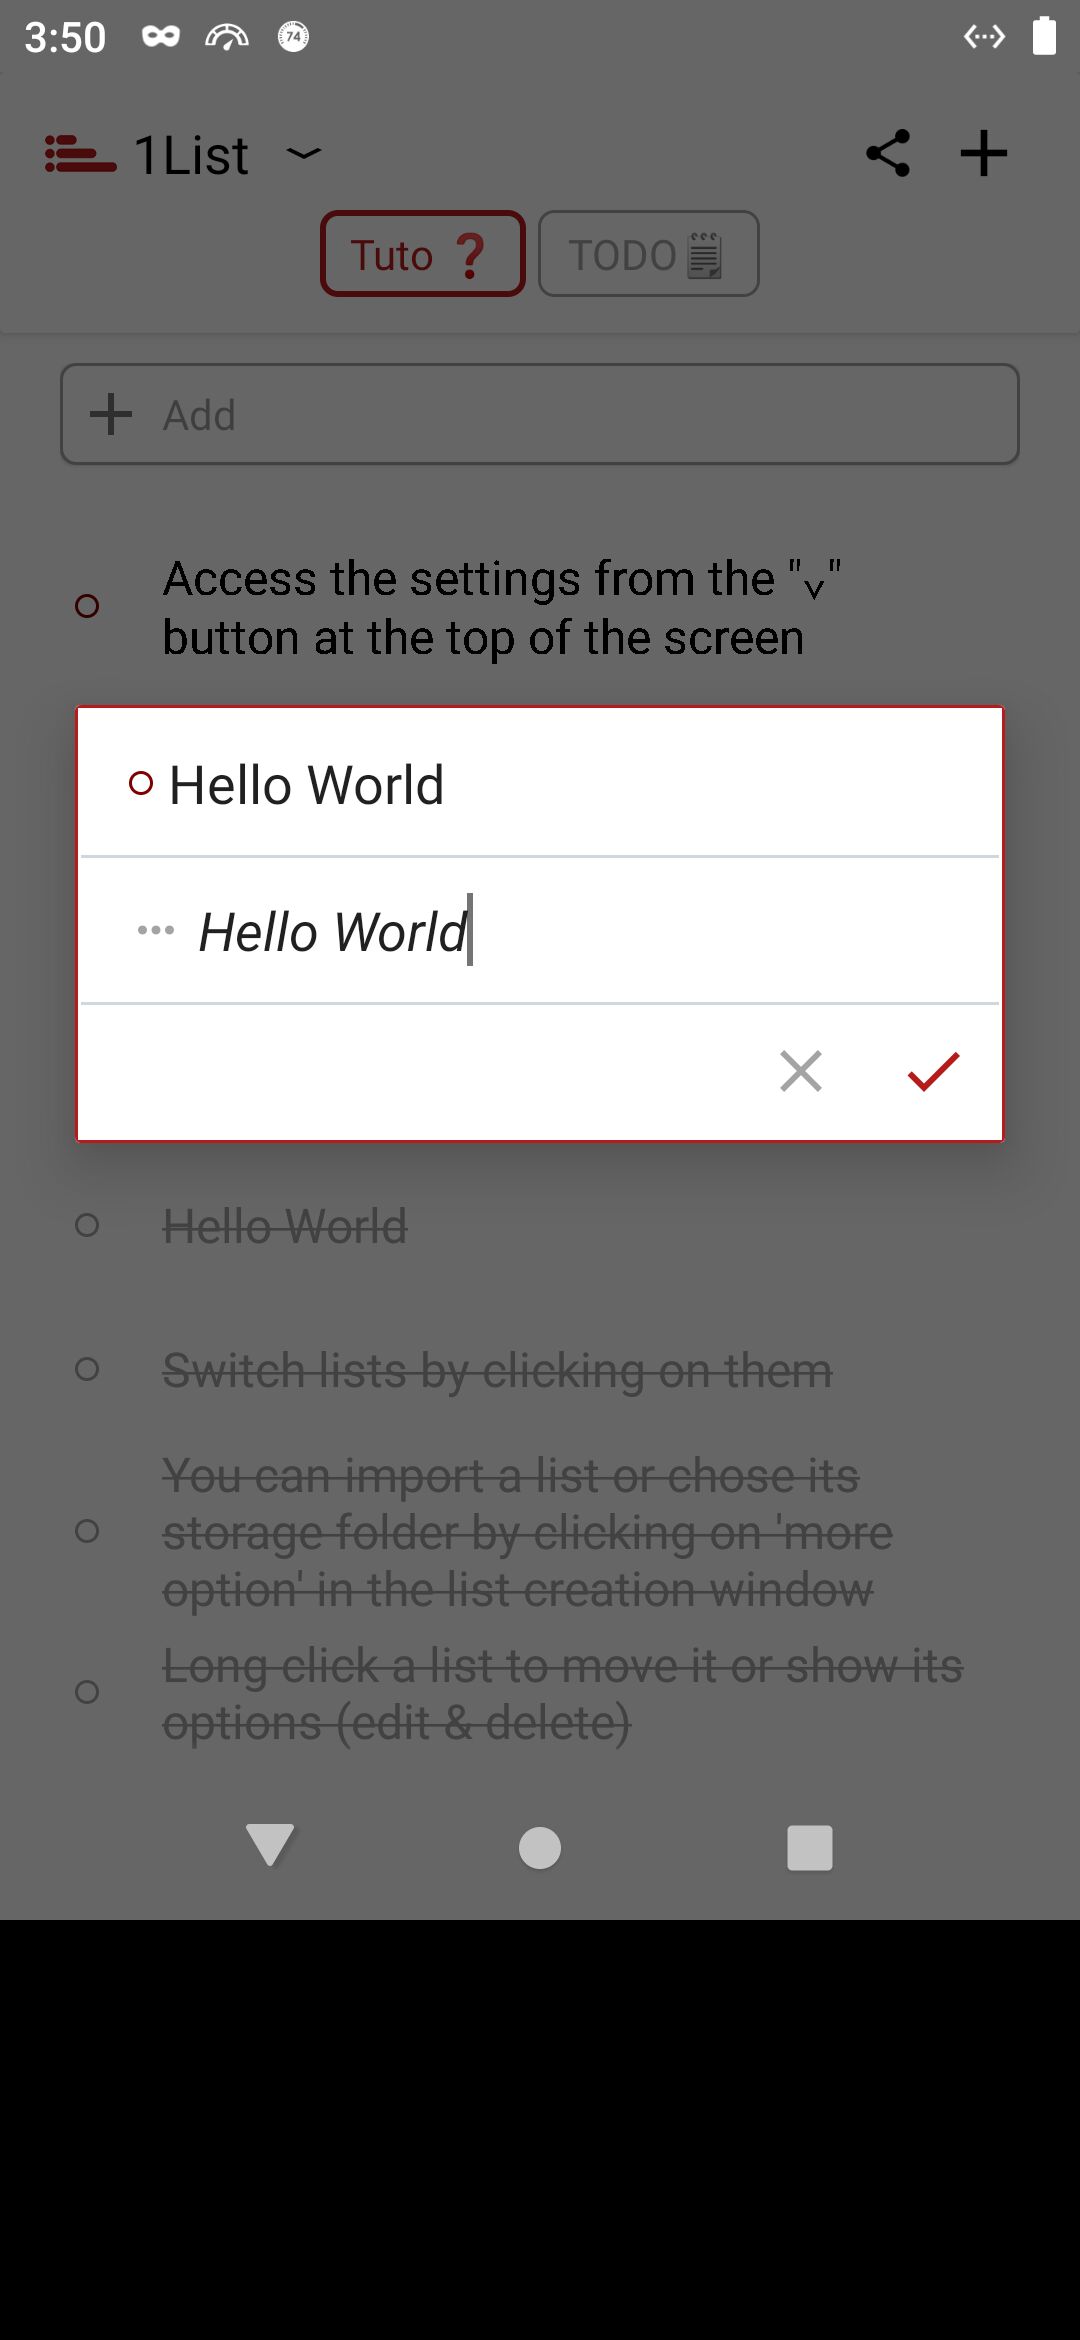 3:50
74
1List
Tuto ❓
TODO
Add
Access the settings from the "v"
button at the top of the screen
Hello World
Hello World
Hello World
Switch lists by clicking on them
You can import a list or chose its
storage folder by clicking on 'more
option' in the list creation window
Long click a list to move it or show its
options (edit & delete)